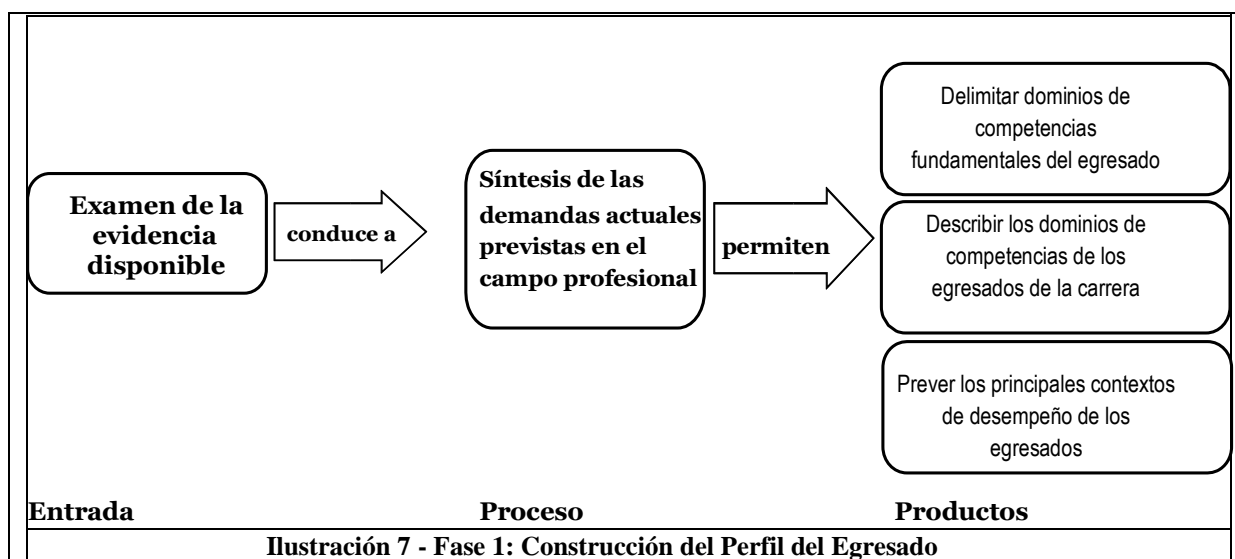 Examen de la
evidencia
disponible
conduce a
Síntesis de las
demandas actuales
previstas en el
campo profesional
permiten
Delimitar dominios de
competencias
fundamentales del egresado
Describir los dominios de
competencias de los
egresados de la carrera
Prever los principales contextos
de desempeño de los
egresados
Entrada
Proceso
Productos
Ilustración 7 - Fase 1: Construcción del Perfil del Egresado